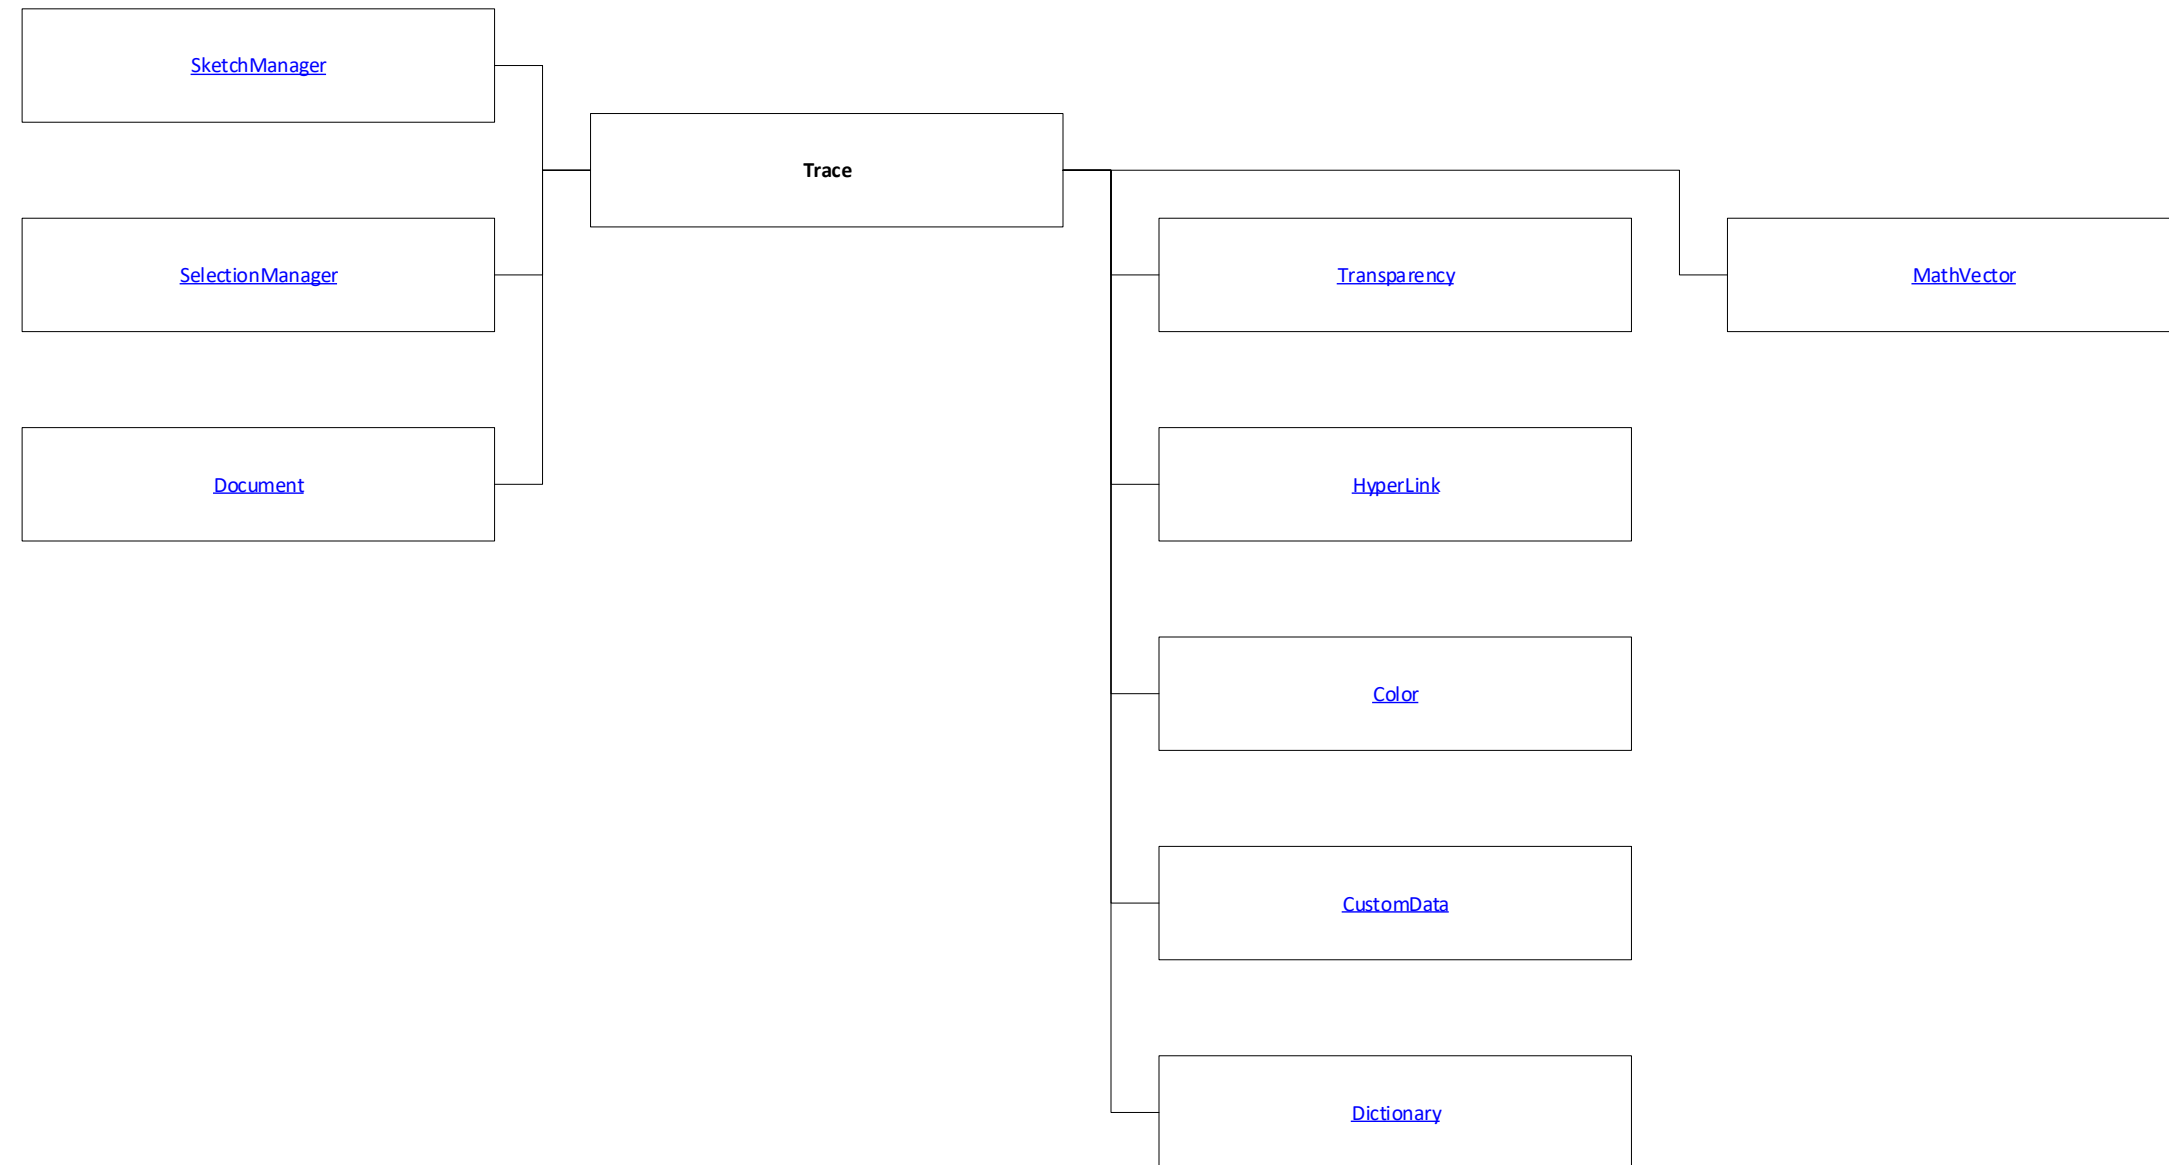 SketchManager
Trace
SelectionManager
Transparency
MathVector
Document
HyperLink
Color
CustomData
Dictionary